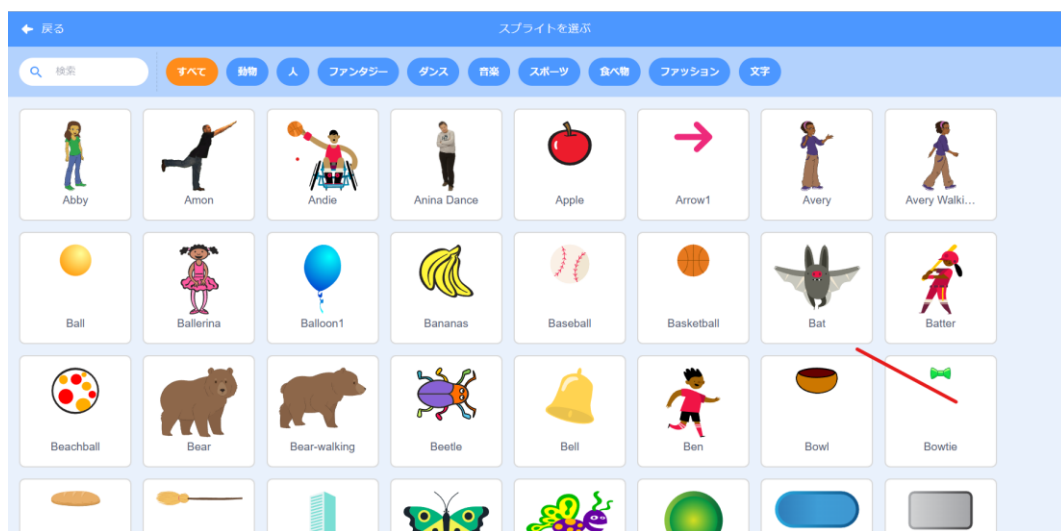 戻る
スプライトを選ぶ
検索
すべて 動物 人 ファンタジー ダンス 音楽 スポーツ 食べ物 ファッション 文字
Abby Amon Andie Anina Dance Apple Arrow1 Avery Avery Walki...
Ball Ballerina Balloon1 Bananas Baseball Basketball Bat Batter
Beachball Bear Bear-walking Beetle Bell Ben Bowl Bowtie